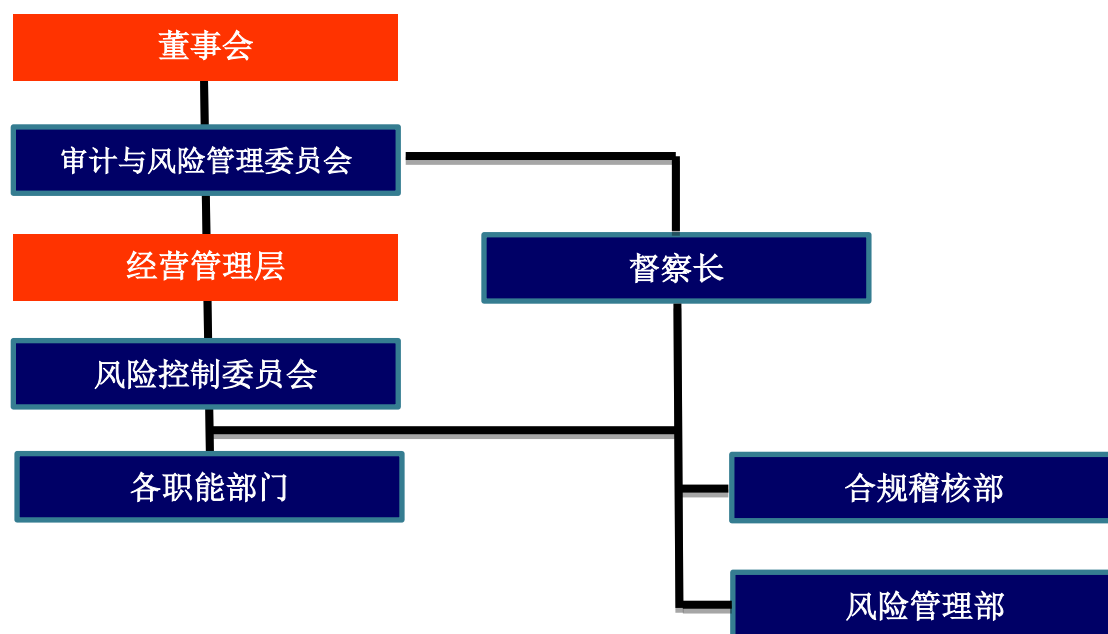 董事会
审计与风险管理委员会
经营管理层
督察长
风险控制委员会
各职能部门
合规稽核部
风险管理部